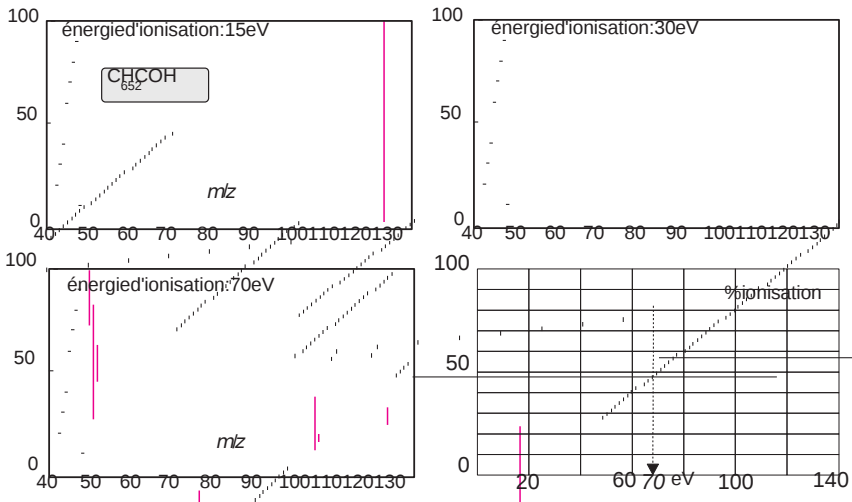 100
énergied'ionisation:15eV
CHCOH
652
50
m/z
0
40 50 60 70 80 90 100110120130
100
énergied'ionisation:30eV
50
0
40 50 60 70 80 90 100110120130
100
énergied'ionisation:70eV
50
m/z
0
40 50 60 70 80 90 100110120130
100
%ionisation
50
0
20 60 70 eV 100 140